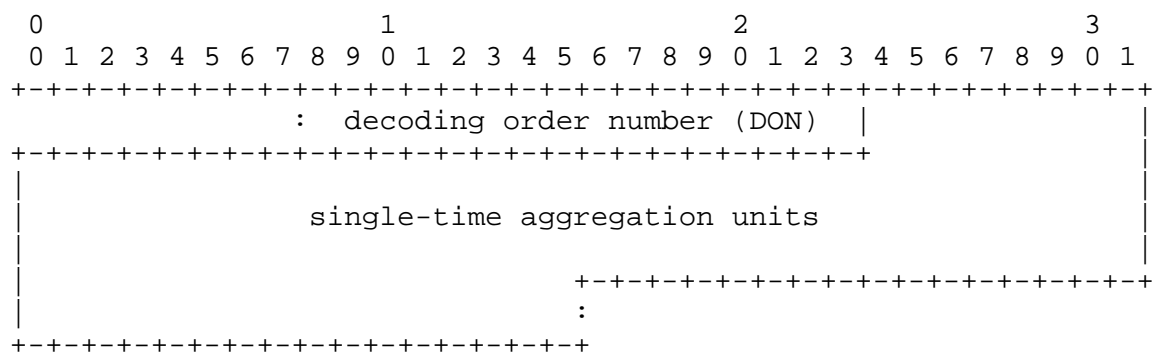 0                   1                   2                   3
 0 1 2 3 4 5 6 7 8 9 0 1 2 3 4 5 6 7 8 9 0 1 2 3 4 5 6 7 8 9 0 1
+-+-+-+-+-+-+-+-+-+-+-+-+-+-+-+-+-+-+-+-+-+-+-+-+-+-+-+-+-+-+-+-+
                :  decoding order number (DON)  |               |
+-+-+-+-+-+-+-+-+-+-+-+-+-+-+-+-+-+-+-+-+-+-+-+-+               |
|                                                               |
|                single-time aggregation units                  |
|                                                               |
|                               +-+-+-+-+-+-+-+-+-+-+-+-+-+-+-+-+
|                               :
+-+-+-+-+-+-+-+-+-+-+-+-+-+-+-+-+